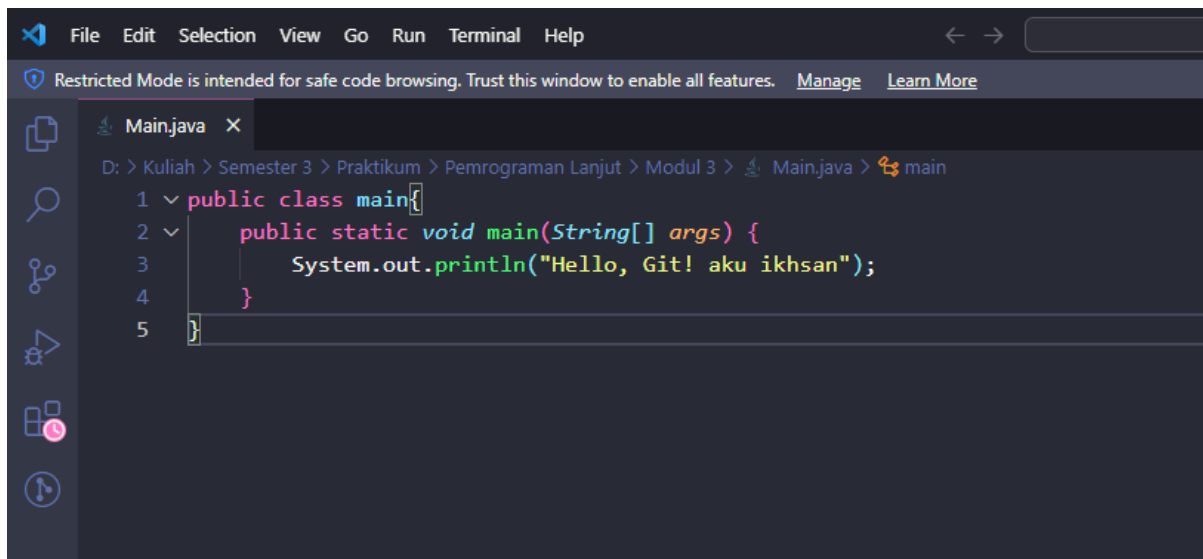 File Edit Selection View Go Run Terminal Help
Restricted Mode is intended for safe code browsing. Trust this window to enable all features. Manage Learn More
Main.java
D: > Kuliah > Semester 3 > Praktikum > Pemrograman Lanjut > Modul 3 > Main.java > main
1 public class main{
2 public static void main(String[] args) {
3 System.out.println("Hello, Git! aku ikhsan");
4 }
5 }